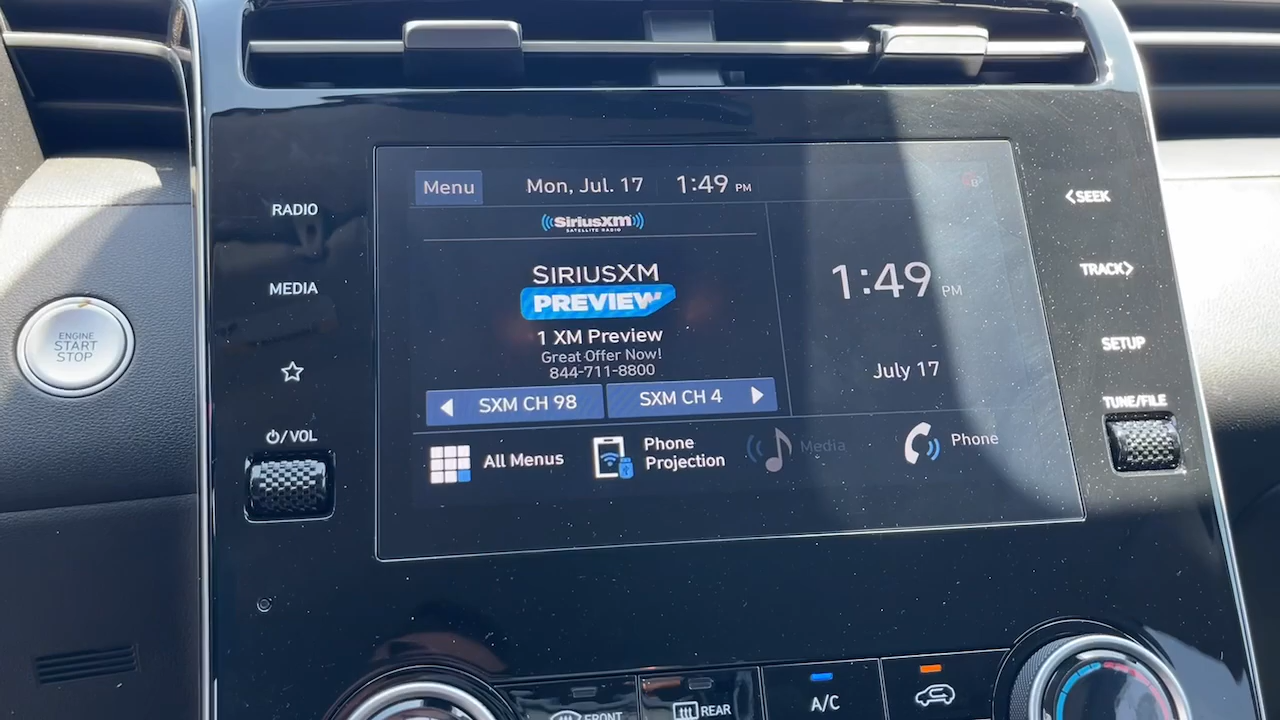 Menu
Mon, Jul. 17
1:49 PM
SiriusXM
SATELLITE RADIO
SIRIUSXM
PREVIEW
1 XM Preview
Great Offer Now!
844-711-8800
SXM CH 98
SXM CH 4
1:49 PM
July 17
All Menus
Phone
Projection
Media
Phone
RADIO
MEDIA
/VOL
ENGINE
START
STOP
SEEK
TRACK
SETUP
TUNE/FILE
FRONT
REAR
A/C